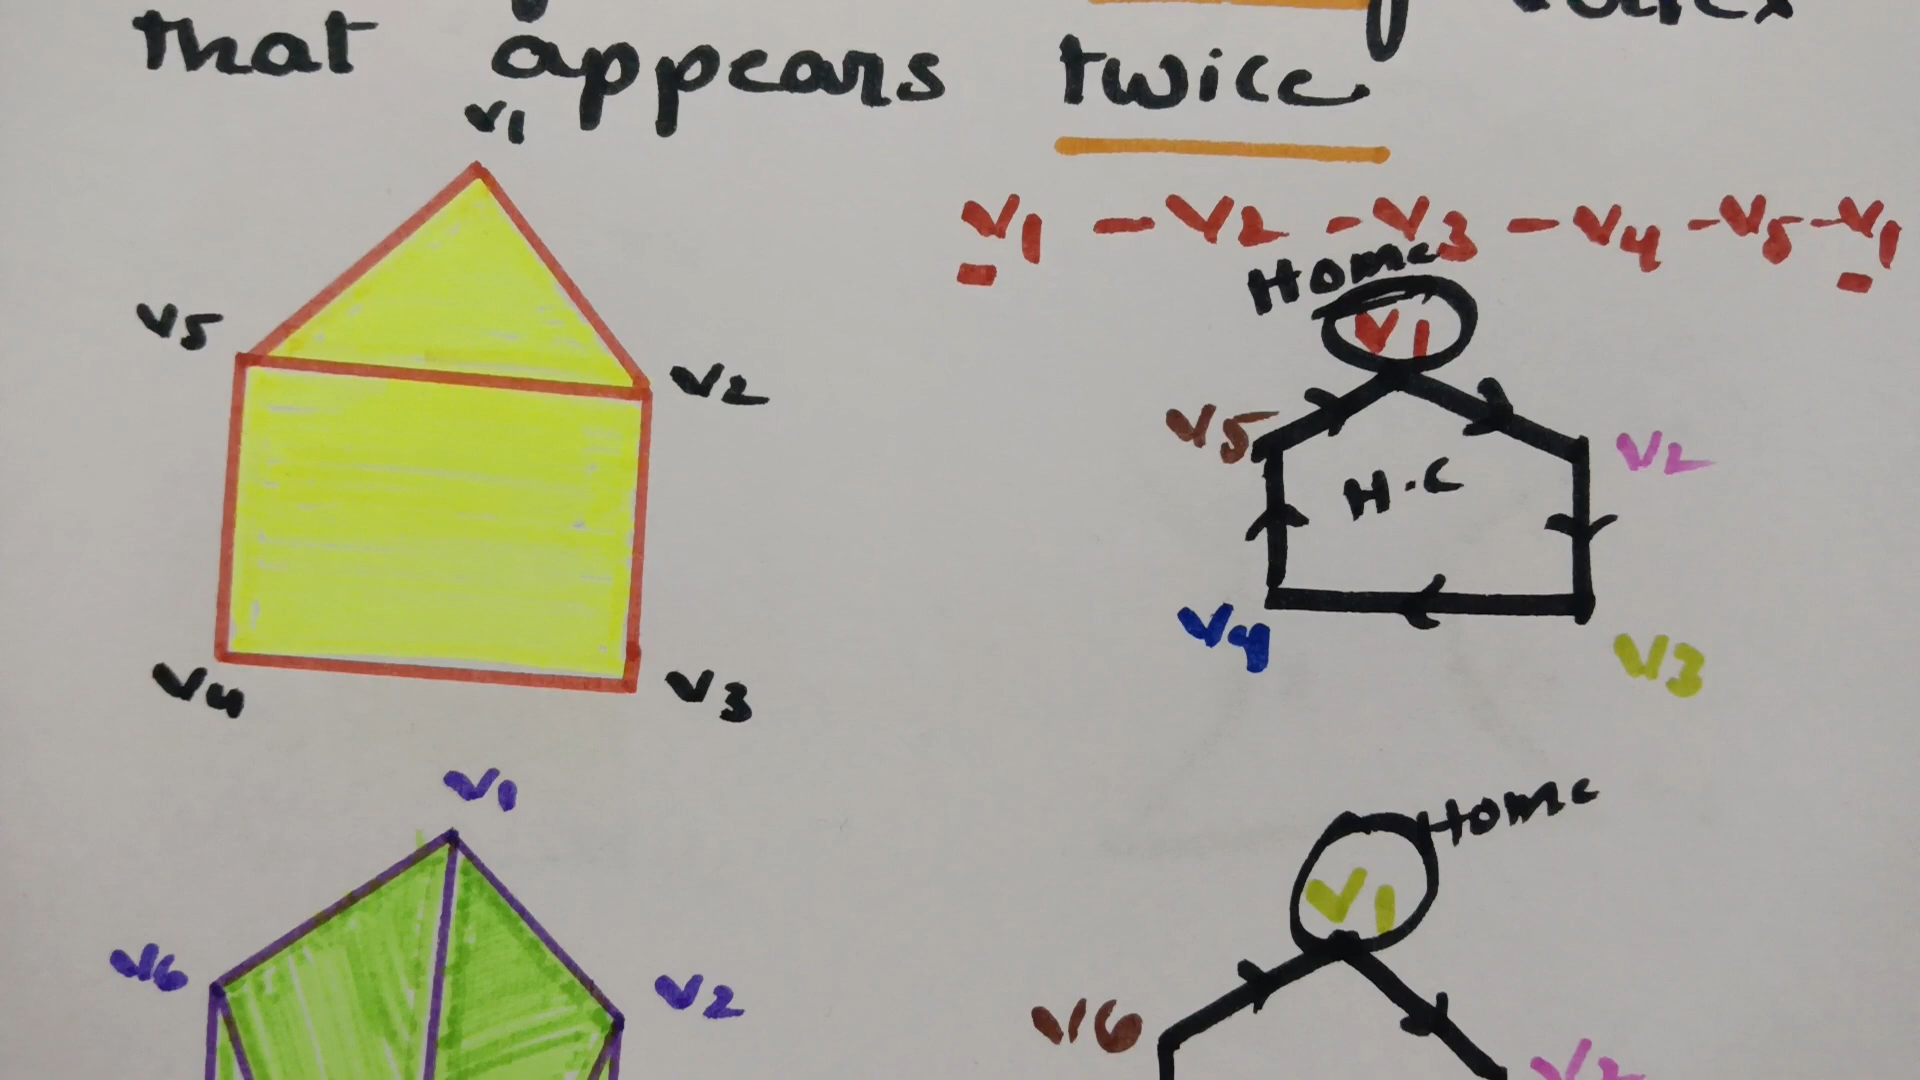 that appears twice
v1
v1 - v2 - v3 - v4 - v5 - v1
Home
v1
v5
v2
v5
v2
H.C
v4
v3
v4
v3
v1
Home
v1
v6
v2
v6
v2